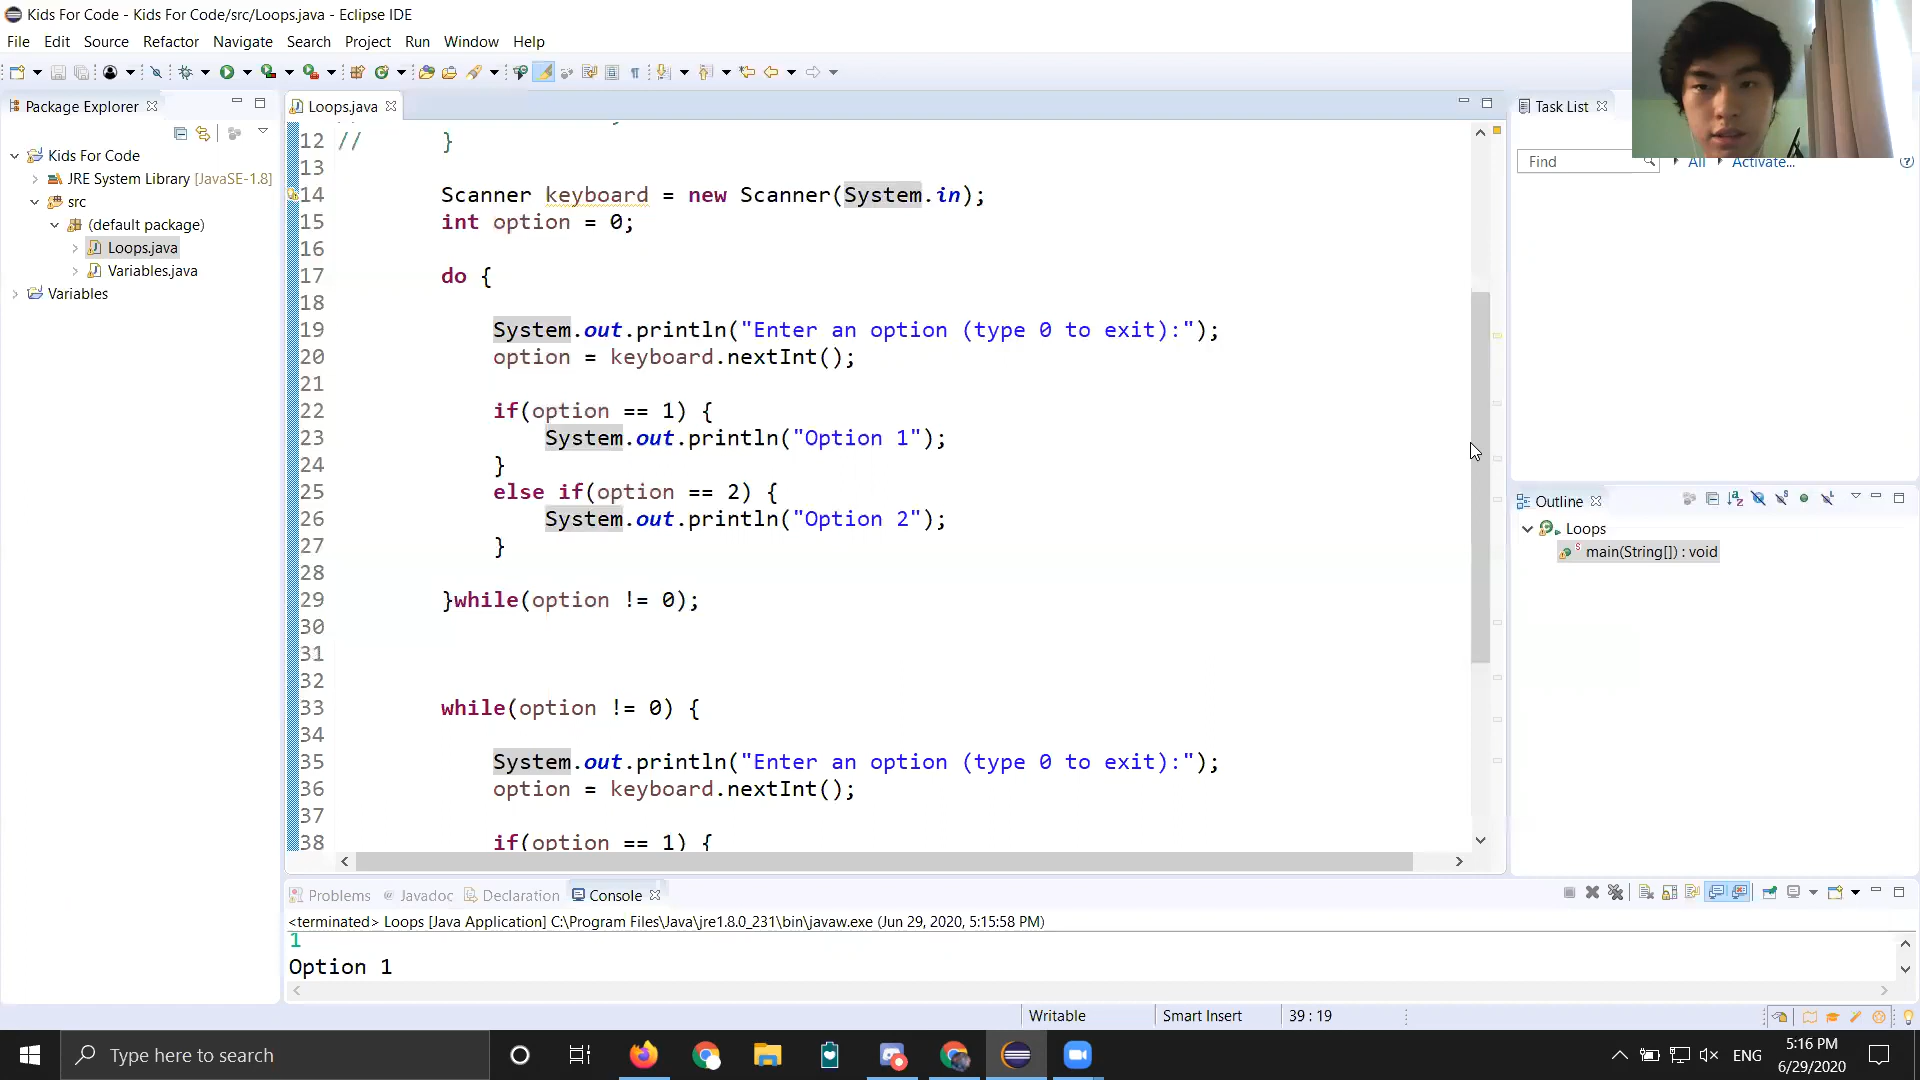 Kids For Code - Kids For Code/src/Loops.java - Eclipse IDE
File Edit Source Refactor Navigate Search Project Run Window Help
Package Explorer
Kids For Code
JRE System Library [JavaSE-1.8]
src
(default package)
Loops.java
Variables.java
Variables
Loops.java
12 // }
13
14 Scanner keyboard = new Scanner(System.in);
15 int option = 0;
16
17 do {
18
19 System.out.println("Enter an option (type 0 to exit):");
20 option = keyboard.nextInt();
21
22 if(option == 1) {
23 System.out.println("Option 1");
24 }
25 else if(option == 2) {
26 System.out.println("Option 2");
27 }
28
29 }while(option != 0);
30
31
32
33 while(option != 0) {
34
35 System.out.println("Enter an option (type 0 to exit):");
36 option = keyboard.nextInt();
37
38 if(option == 1) {
Task List
Find All Activate...
Outline
Loops
main(String[]) : void
Problems Javadoc Declaration Console
<terminated> Loops [Java Application] C:\Program Files\Java\jre1.8.0_231\bin\javaw.exe (Jun 29, 2020, 5:15:58 PM)
1
Option 1
Writable Smart Insert 39 : 19
Type here to search
ENG
5:16 PM
6/29/2020